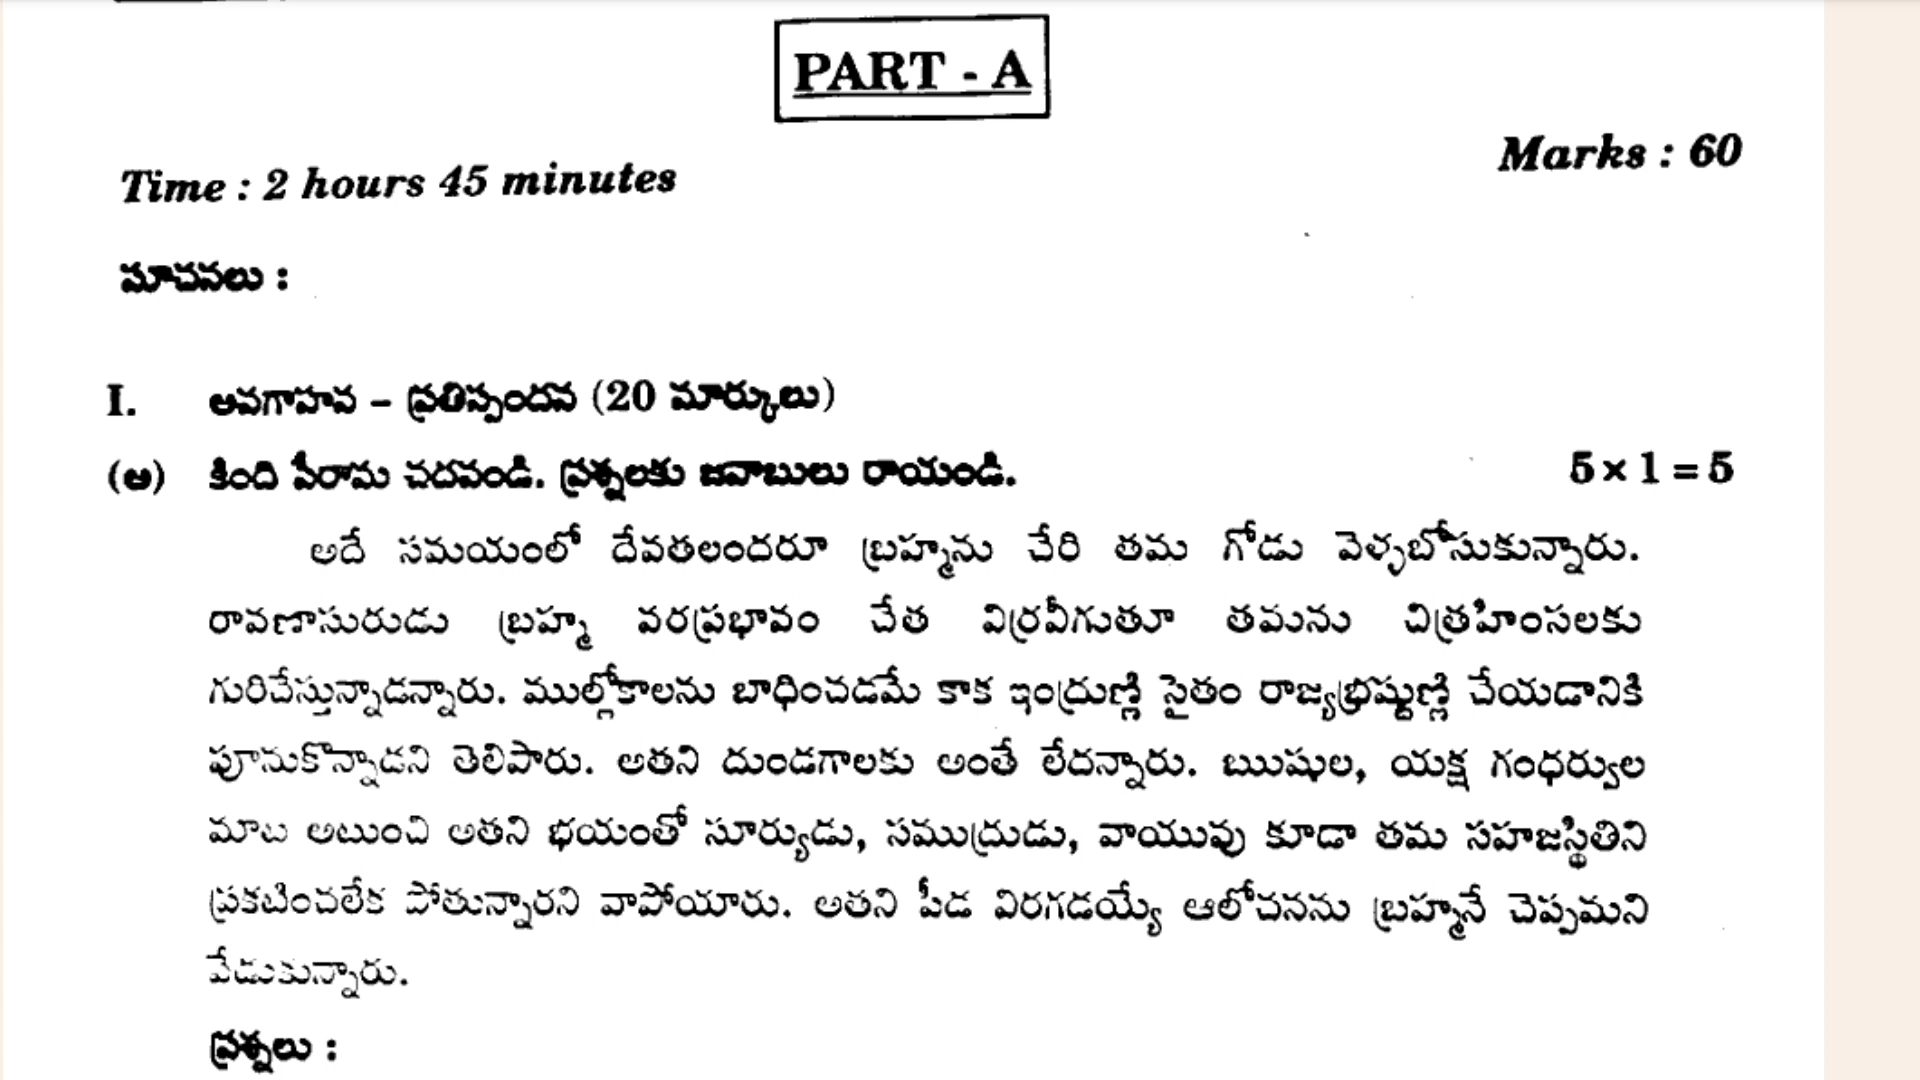 PART - A
Marks : 60
Time : 2 hours 45 minutes
సూచనలు :
I. అవగాహన – ప్రతిస్పందన (20 మార్కులు)
(అ) కింది పేరామ చదవండి. ప్రశ్నలకు జవాబులు రాయండి. 5 × 1 = 5
అదే సమయంలో దేవతలందరూ బ్రహ్మను చేరి తమ గోడు వెళ్ళబోసుకున్నారు.
రావణాసురుడు బ్రహ్మ వరప్రభావం చేత విర్రవీగుతూ తమను చిత్రహింసలకు
గురిచేస్తున్నాడన్నారు. ముల్లోకాలను బాధించడమే కాక ఇంద్రుణ్ణి సైతం రాజ్యభ్రష్టుణ్ణి చేయడానికి
పూనుకొన్నాడని తెలిపారు. అతని దుండగాలకు అంతే లేదన్నారు. ఋషుల, యక్ష గంధర్వుల
మాట అటుంచి అతని భయంతో సూర్యుడు, సముద్రుడు, వాయువు కూడా తమ సహజస్థితిని
ప్రకటించలేక పోతున్నారని వాపోయారు. అతని పీడ విరగడయ్యే ఆలోచనను బ్రహ్మనే చెప్పమని
వేడుకున్నారు.
ప్రశ్నలు :